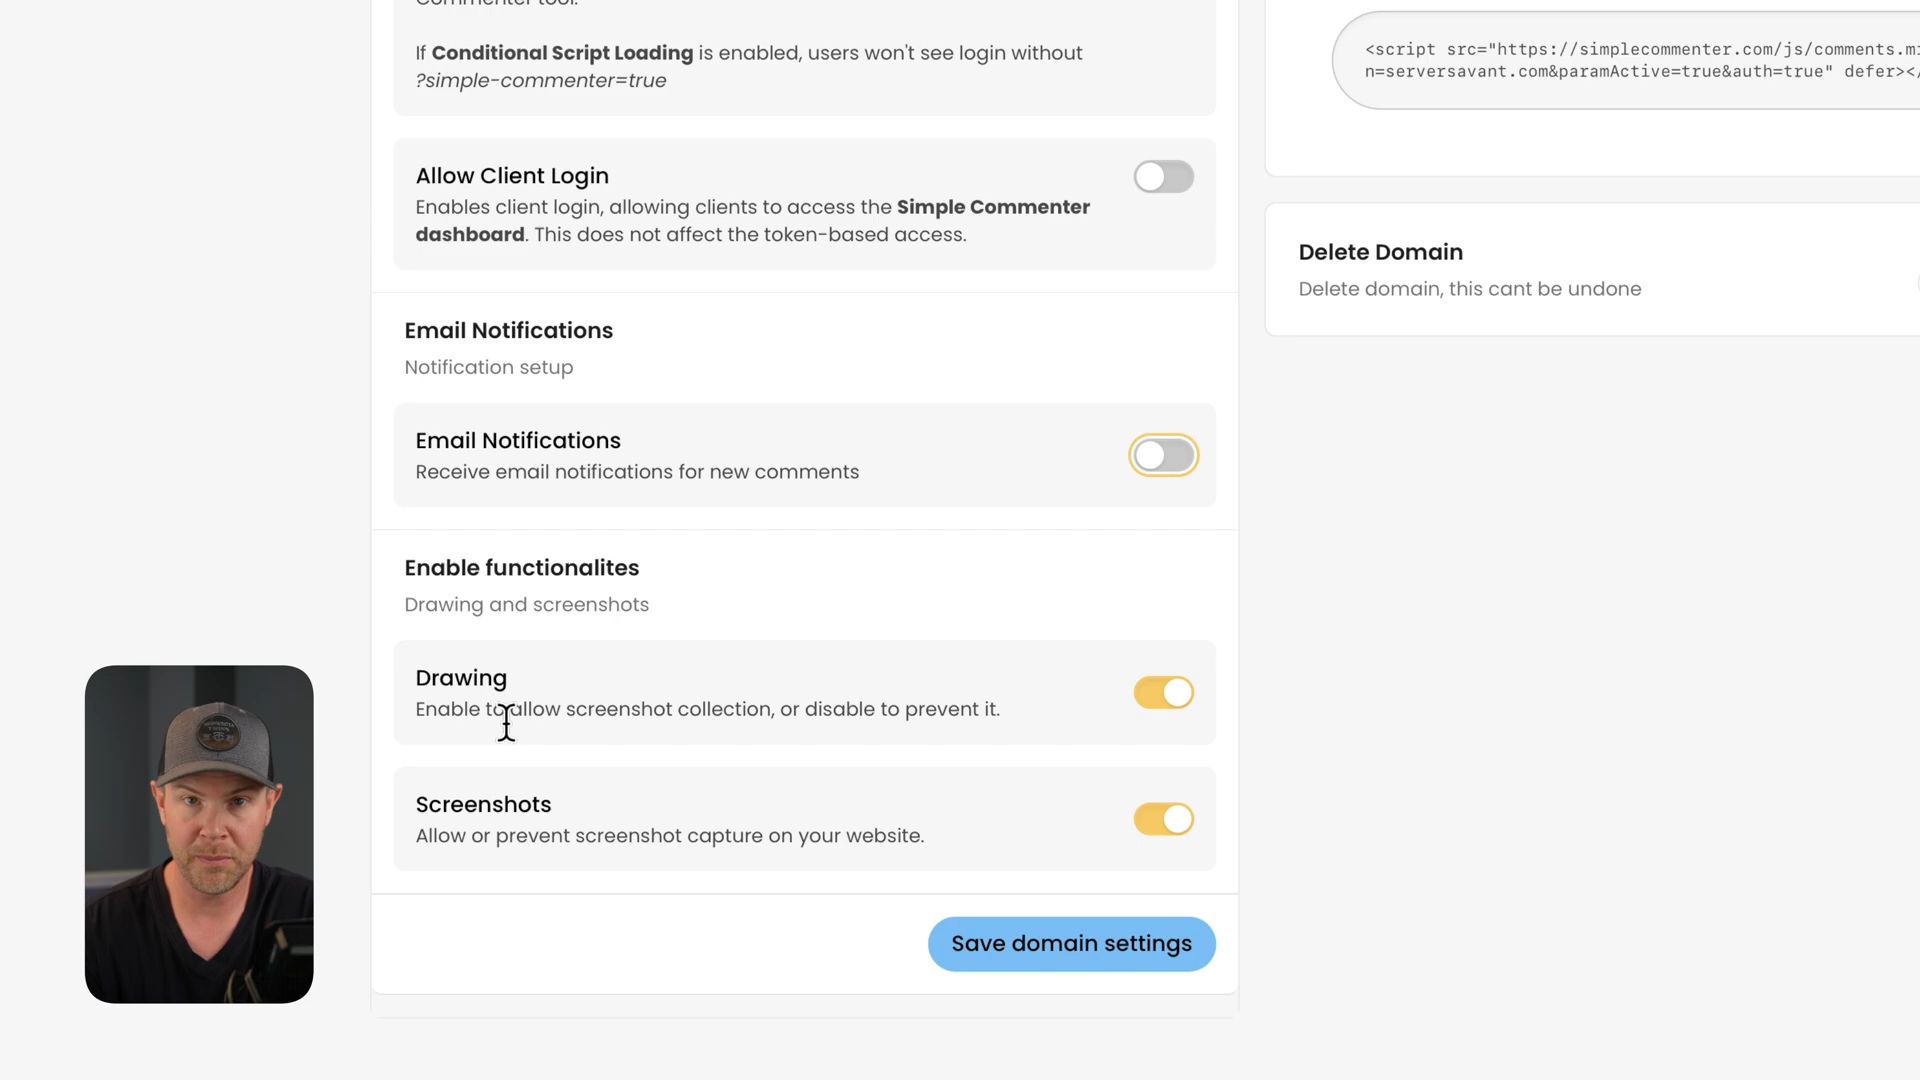 If Conditional Script Loading is enabled, users won't see login without
?simple-commenter=true
<script src="https://simplecommenter.com/js/comments.m
n=serversavant.com&paramActive=true&auth=true" defer></
Allow Client Login
Enables client login, allowing clients to access the Simple Commenter
dashboard. This does not affect the token-based access.
Delete Domain
Delete domain, this cant be undone
Email Notifications
Notification setup
Email Notifications
Receive email notifications for new comments
Enable functionalites
Drawing and screenshots
Drawing
Enable to allow screenshot collection, or disable to prevent it.
Screenshots
Allow or prevent screenshot capture on your website.
Save domain settings